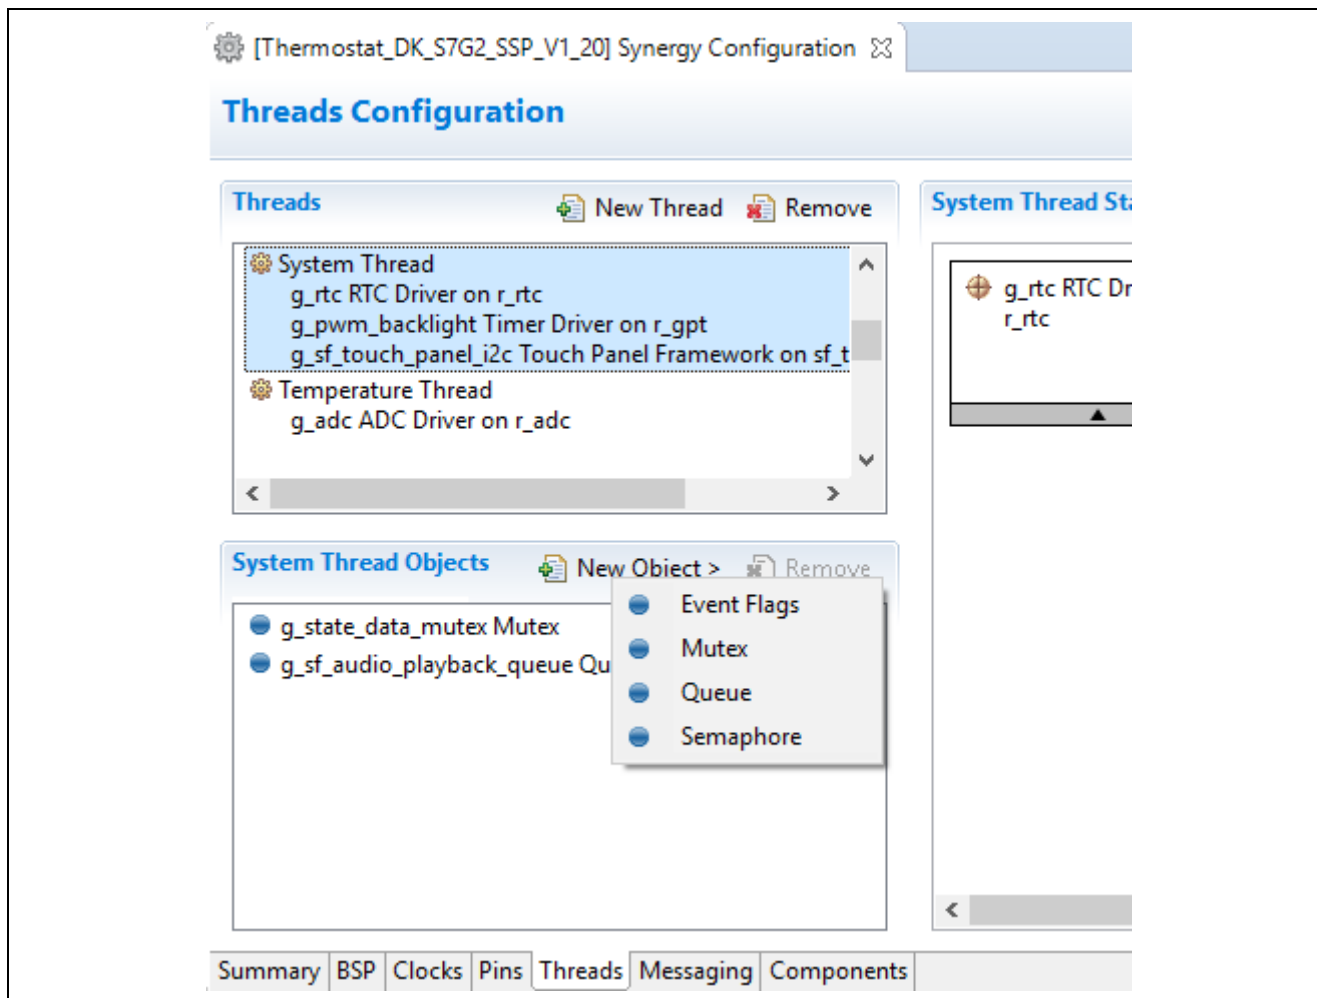 [Thermostat_DK_S7G2_SSP_V1_20] Synergy Configuration
Threads Configuration
Threads
New Thread
Remove
System Thread
g_rtc RTC Driver on r_rtc
g_pwm_backlight Timer Driver on r_gpt
g_sf_touch_panel_i2c Touch Panel Framework on sf_t
Temperature Thread
g_adc ADC Driver on r_adc
System Thread Sta
g_rtc RTC Dr
r_rtc
System Thread Objects
New Object >
Remove
g_state_data_mutex Mutex
g_sf_audio_playback_queue Qu
Event Flags
Mutex
Queue
Semaphore
Summary BSP Clocks Pins Threads Messaging Components